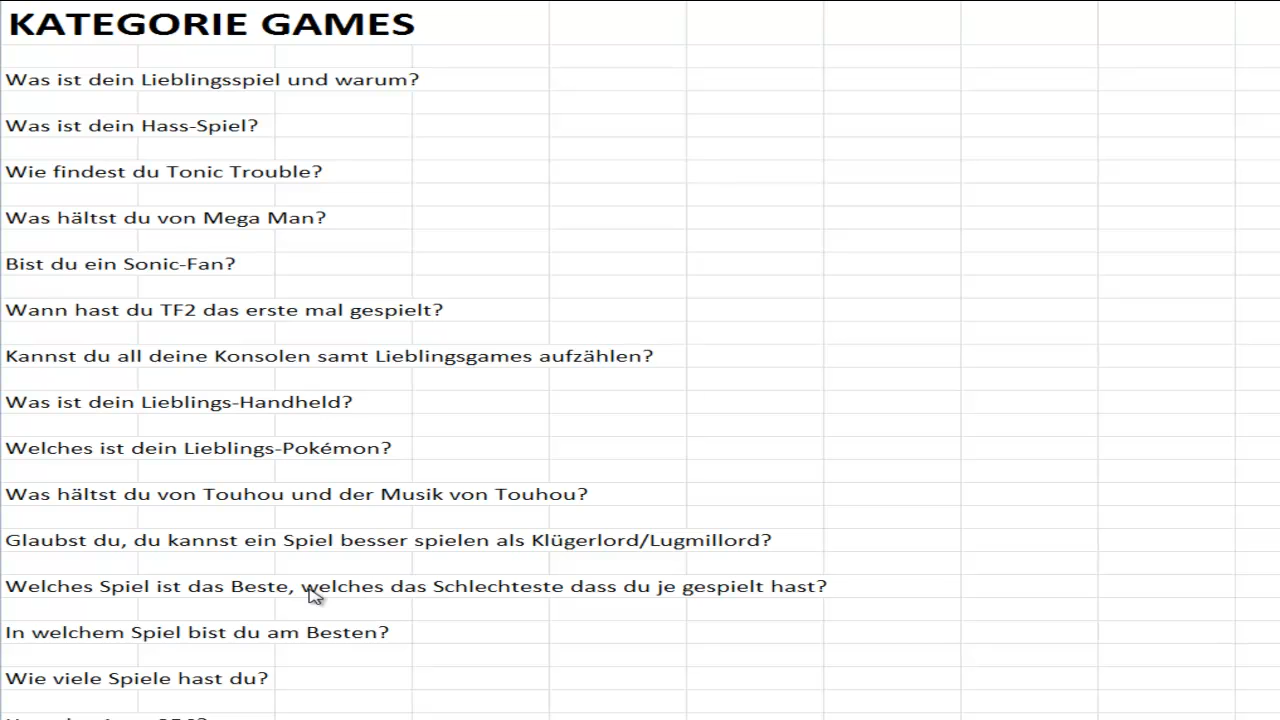 KATEGORIE GAMES
Was ist dein Lieblingsspiel und warum?
Was ist dein Hass-Spiel?
Wie findest du Tonic Trouble?
Was hältst du von Mega Man?
Bist du ein Sonic-Fan?
Wann hast du TF2 das erste mal gespielt?
Kannst du all deine Konsolen samt Lieblingsgames aufzählen?
Was ist dein Lieblings-Handheld?
Welches ist dein Lieblings-Pokémon?
Was hältst du von Touhou und der Musik von Touhou?
Glaubst du, du kannst ein Spiel besser spielen als Klügerlord/Lugmillord?
Welches Spiel ist das Beste, welches das Schlechteste dass du je gespielt hast?
In welchem Spiel bist du am Besten?
Wie viele Spiele hast du?